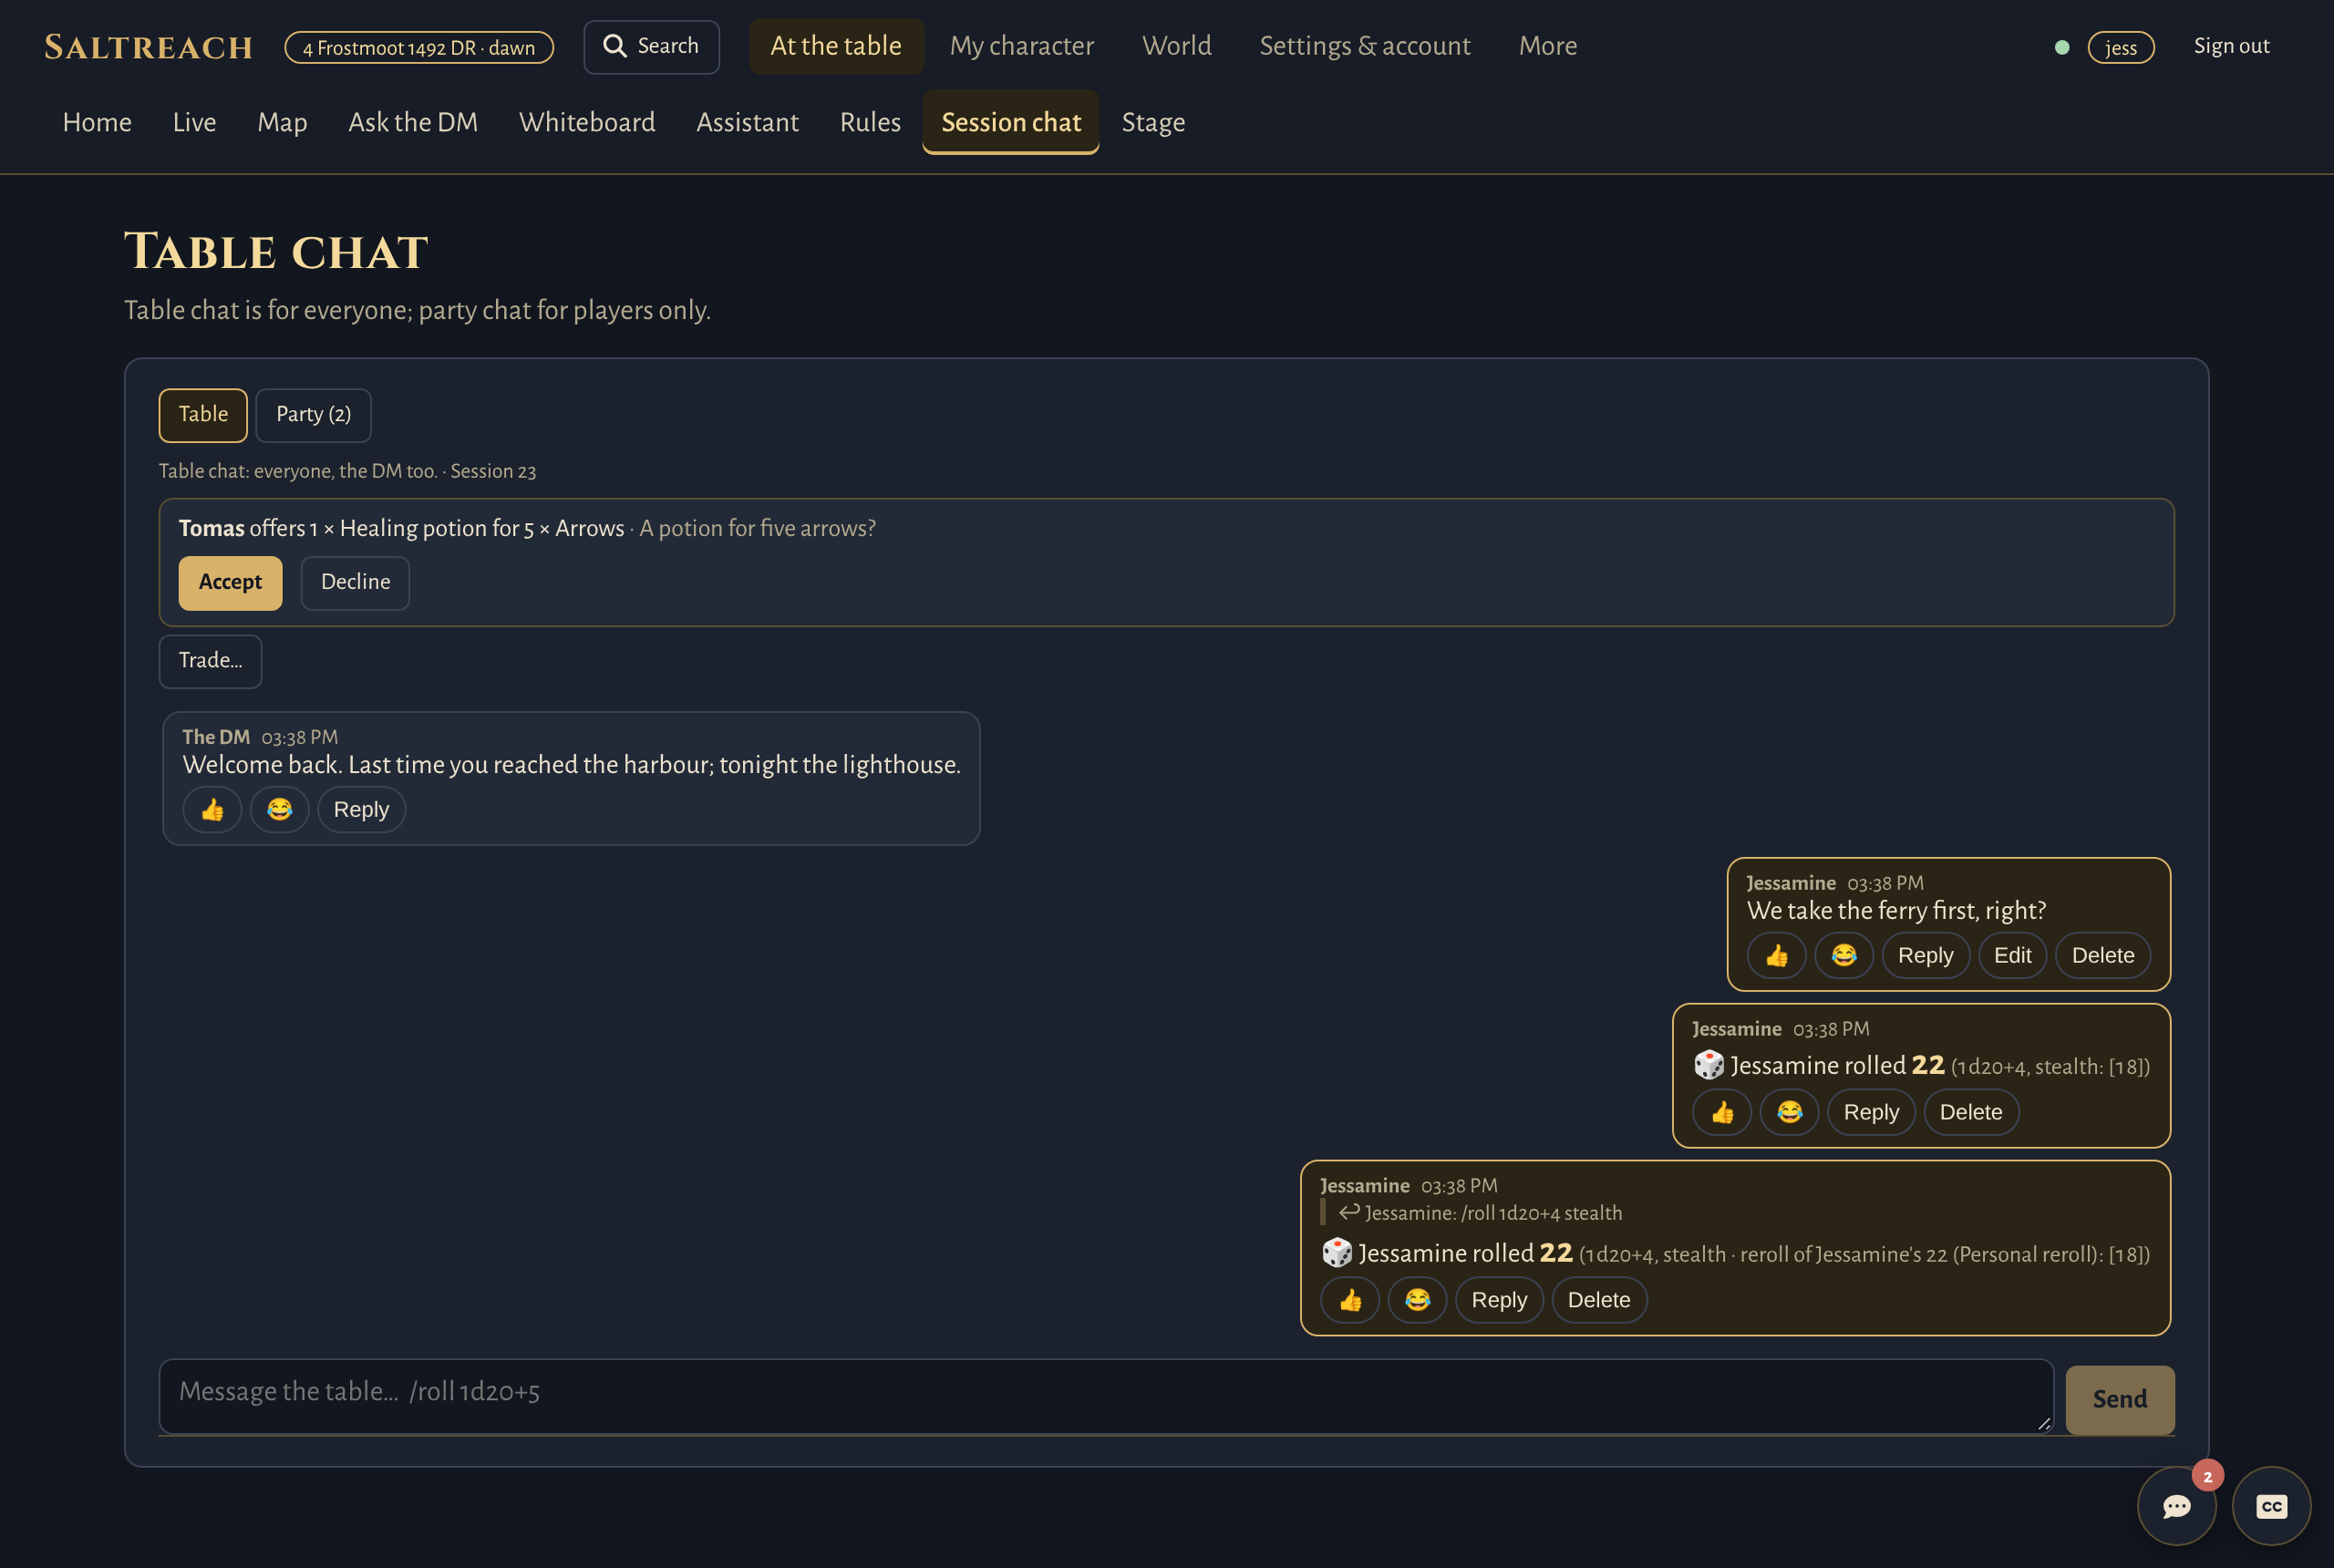 SALTREACH
4 Frostmoot 1492 DR · dawn
Search
At the table
My character
World
Settings & account
More
jess
Sign out
Home
Live
Map
Ask the DM
Whiteboard
Assistant
Rules
Session chat
Stage
TABLE CHAT
Table chat is for everyone; party chat for players only.
Table
Party (2)
Table chat: everyone, the DM too. · Session 23
Tomas offers 1 × Healing potion for 5 × Arrows · A potion for five arrows?
Accept
Decline
Trade...
The DM 03:38 PM
Welcome back. Last time you reached the harbour; tonight the lighthouse.
👍 😂 Reply
Jessamine 03:38 PM
We take the ferry first, right?
👍 😂 Reply Edit Delete
Jessamine 03:38 PM
🎲 Jessamine rolled 22 (1d20+4, stealth: [18])
👍 😂 Reply Delete
Jessamine 03:38 PM
↩ Jessamine: /roll 1d20+4 stealth
🎲 Jessamine rolled 22 (1d20+4, stealth · reroll of Jessamine's 22 (Personal reroll): [18])
👍 😂 Reply Delete
Message the table... /roll 1d20+5
Send
2
CC